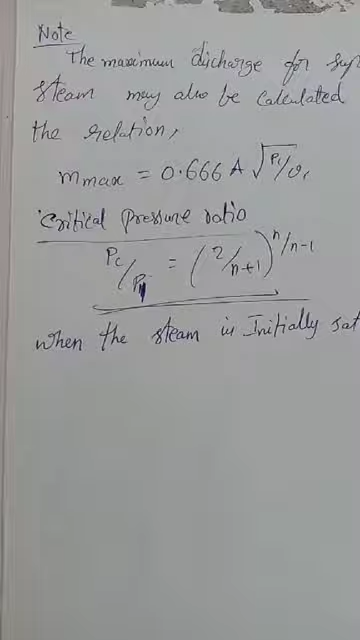 Note
The maximum discharge for sup
steam may also be calculated
the relation,
m max = 0.666 A √P₁/v₁
Critical Pressure ratio
Pc/P1 = (2/n+1)^n/n-1
when the steam is Initially sat